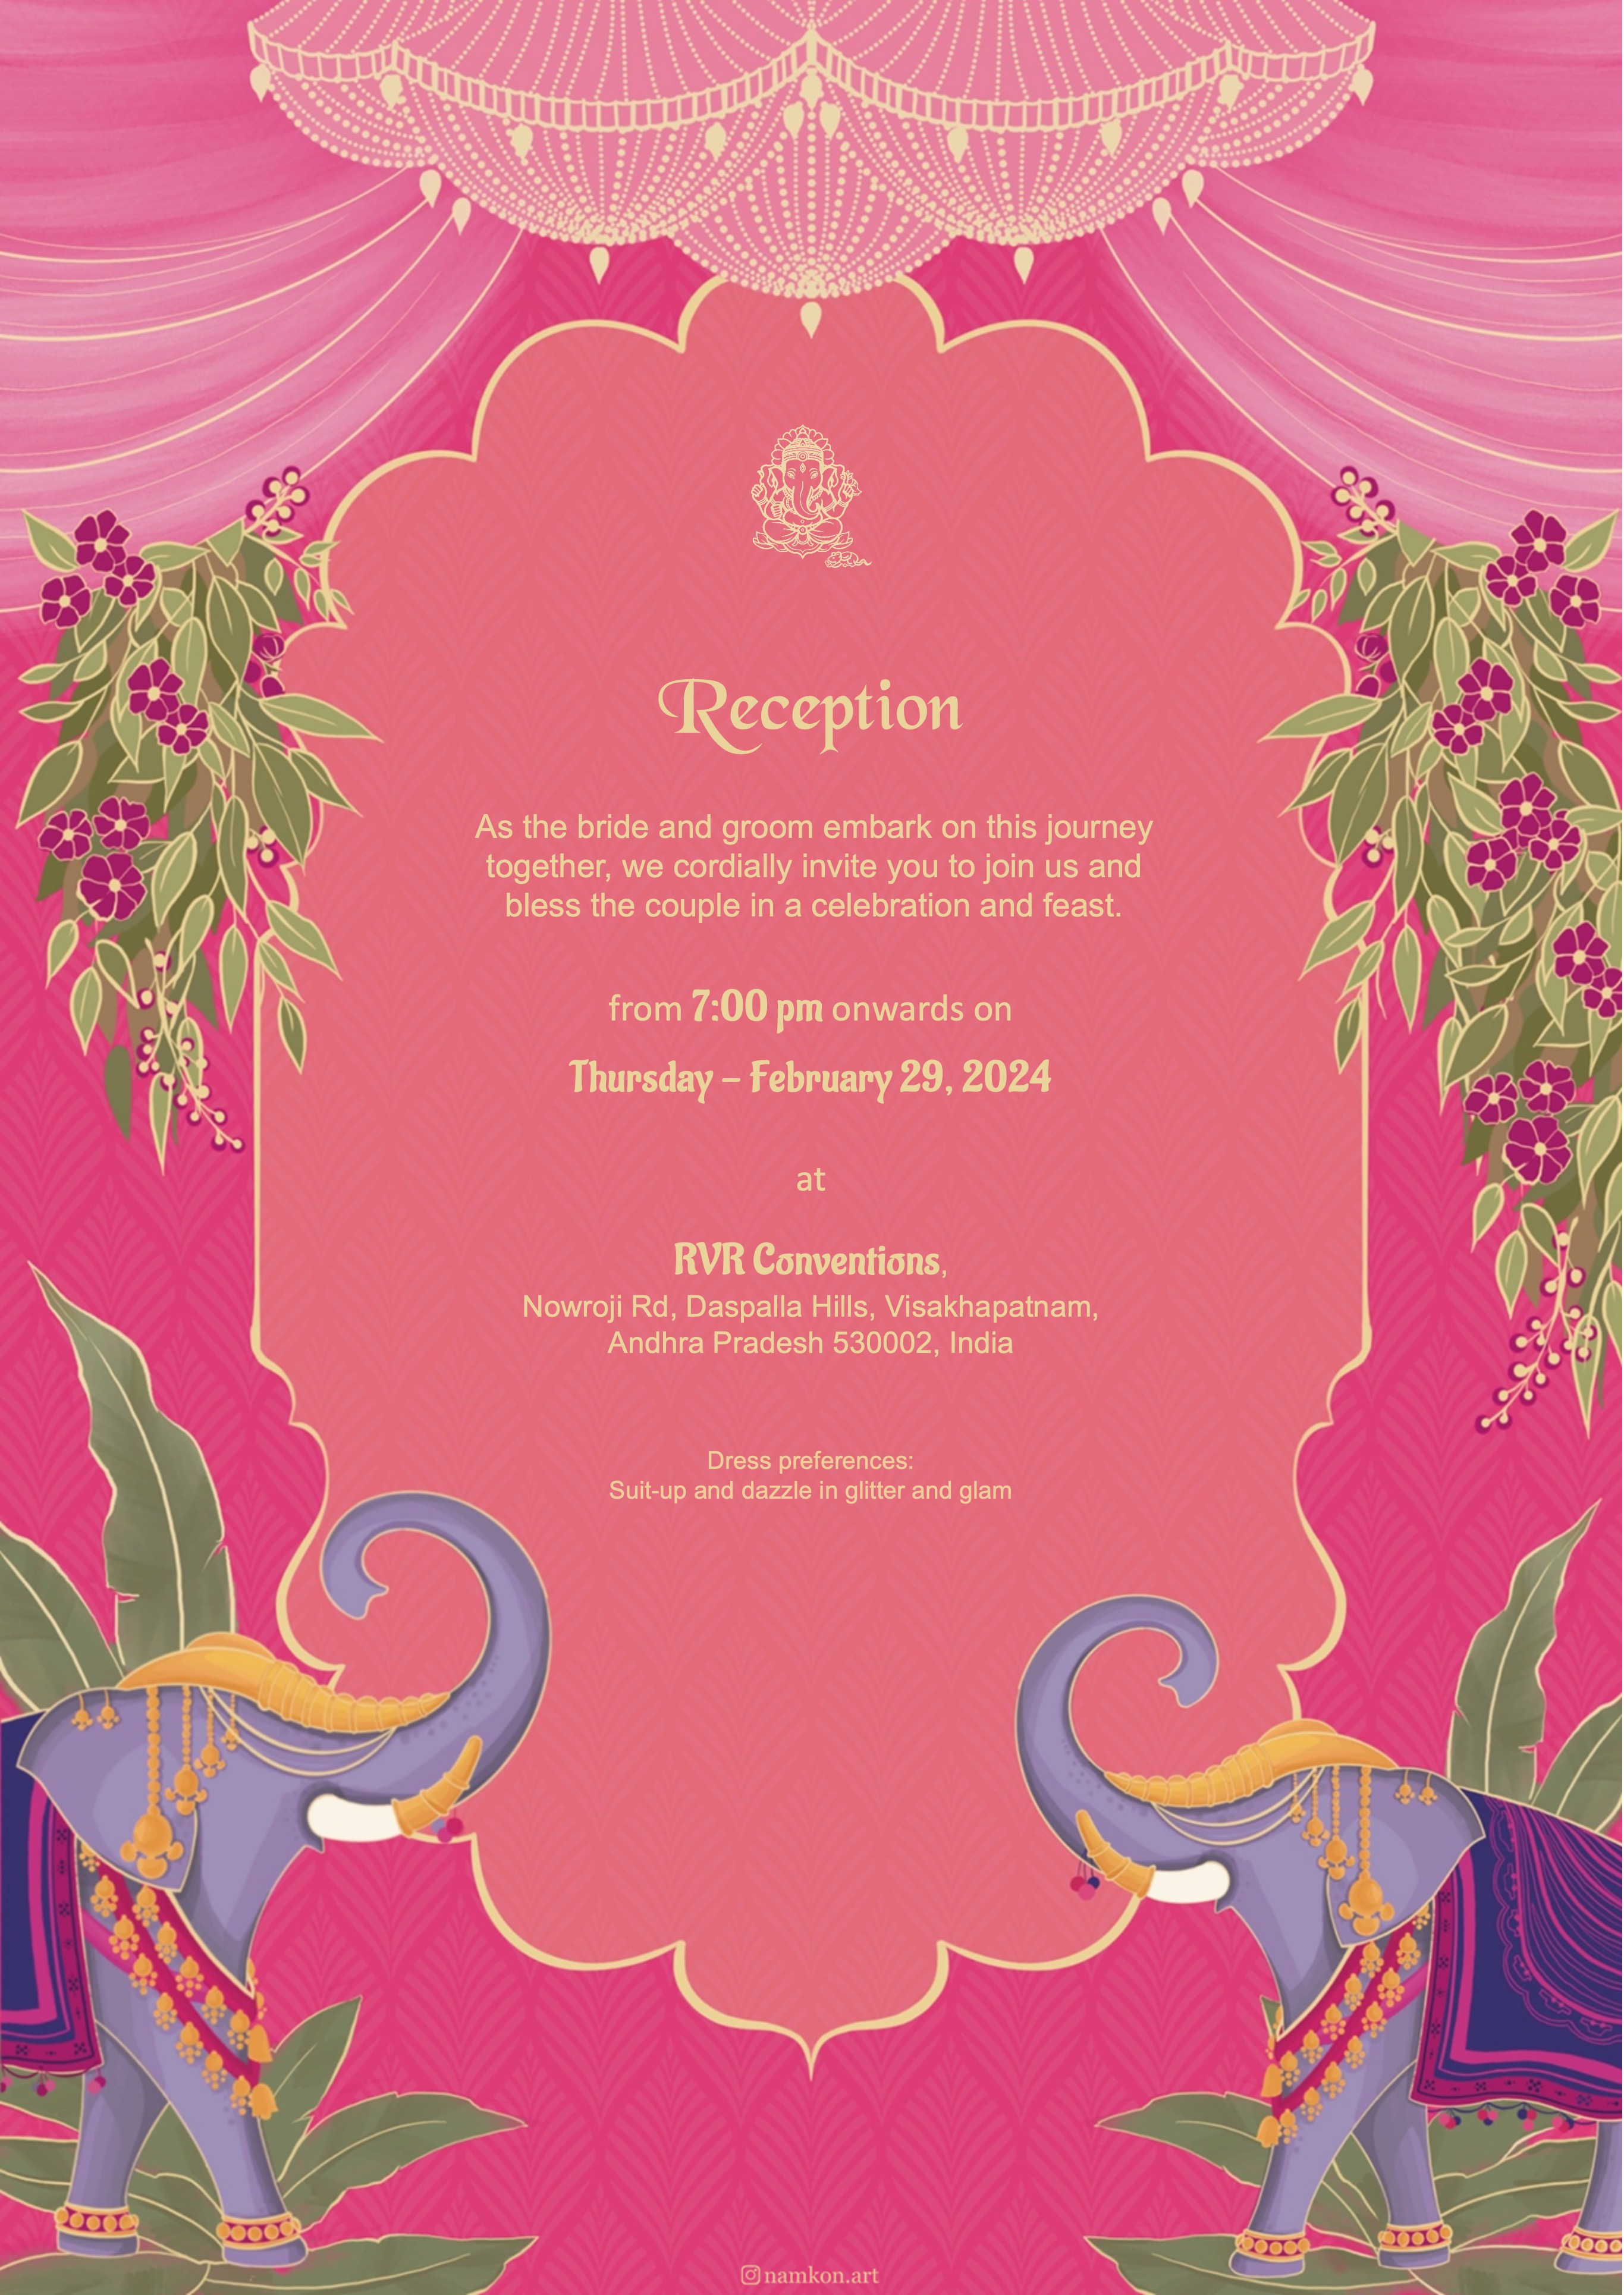 Reception
As the bride and groom embark on this journey
together, we cordially invite you to join us and
bless the couple in a celebration and feast.
from 7:00 pm onwards on
Thursday – February 29, 2024
at
RVR Conventions,
Nowroji Rd, Daspalla Hills, Visakhapatnam,
Andhra Pradesh 530002, India
Dress preferences:
Suit-up and dazzle in glitter and glam
namkon.art